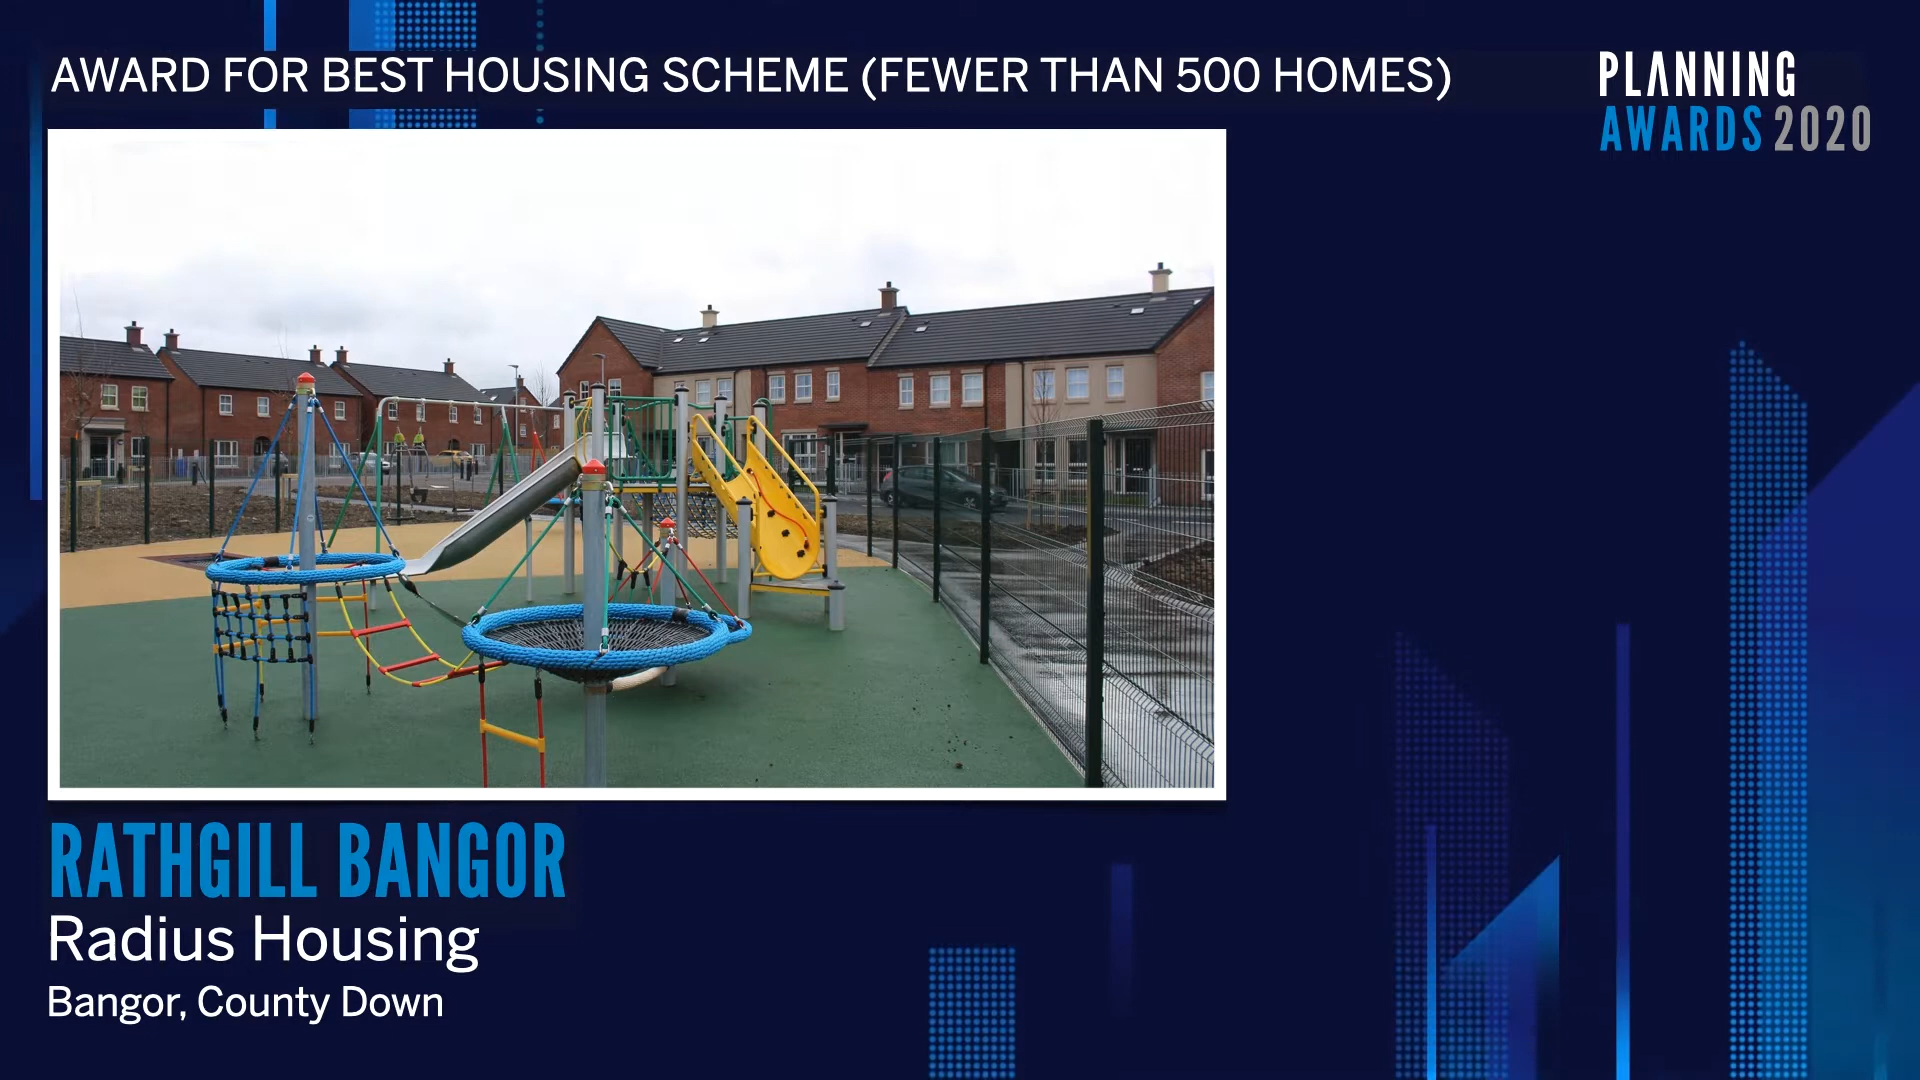 AWARD FOR BEST HOUSING SCHEME (FEWER THAN 500 HOMES)
PLANNING
AWARDS 2020
RATHGILL BANGOR
Radius Housing
Bangor, County Down